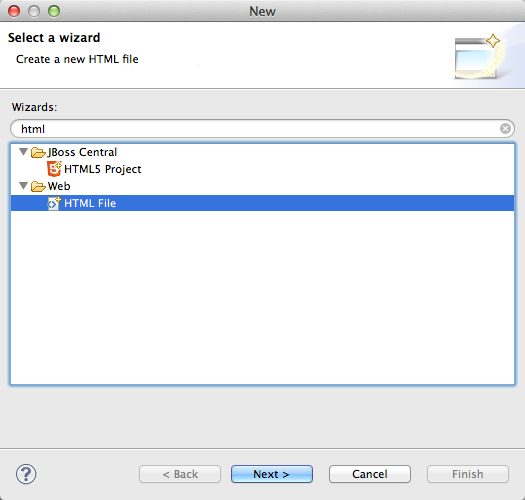 New
Select a wizard
Create a new HTML file
Wizards:
html
JBoss Central
HTML5 Project
Web
HTML File
?
< Back
Next >
Cancel
Finish